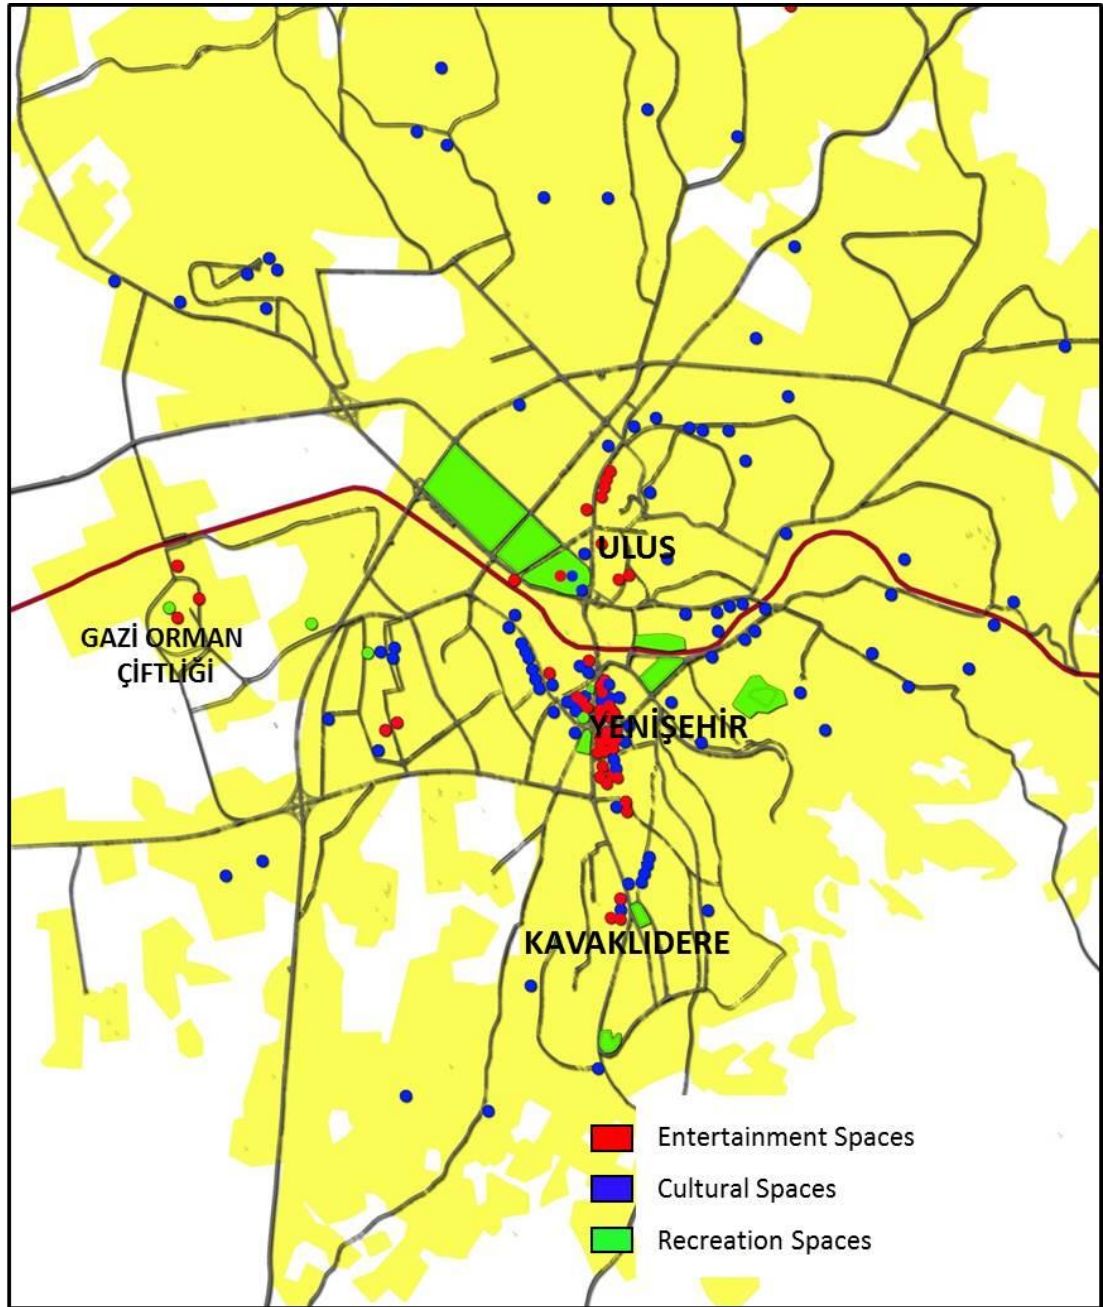 ULUS
GAZİ ORMAN
ÇİFTLİĞİ
YENİŞEHİR
KAVAKLIDERE
Entertainment Spaces
Cultural Spaces
Recreation Spaces